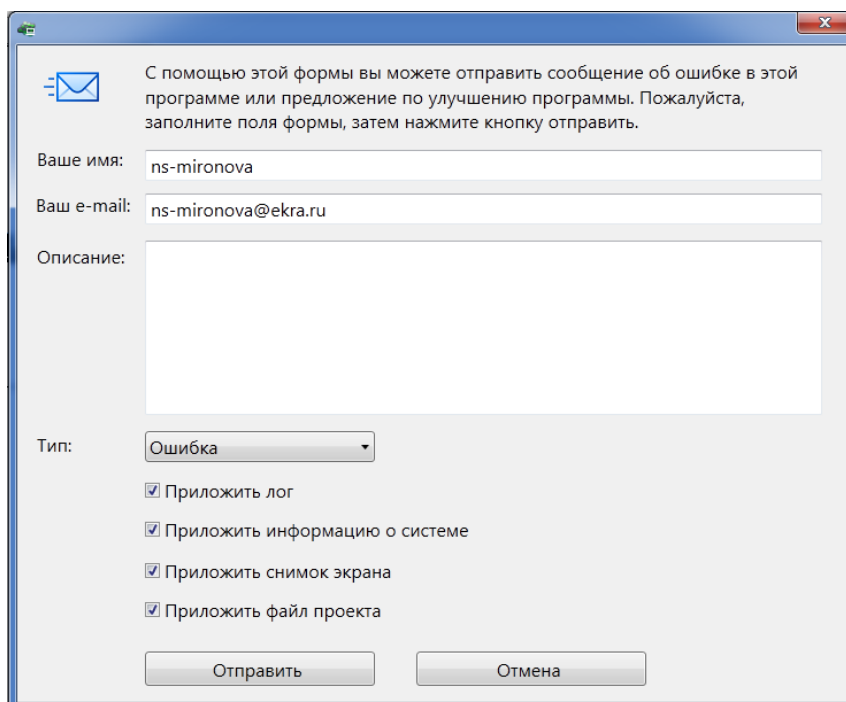 С помощью этой формы вы можете отправить сообщение об ошибке в этой
программе или предложение по улучшению программы. Пожалуйста,
заполните поля формы, затем нажмите кнопку отправить.
Ваше имя: ns-mironova
Ваш e-mail: ns-mironova@ekra.ru
Описание:
Тип: Ошибка
Приложить лог
Приложить информацию о системе
Приложить снимок экрана
Приложить файл проекта
Отправить Отмена